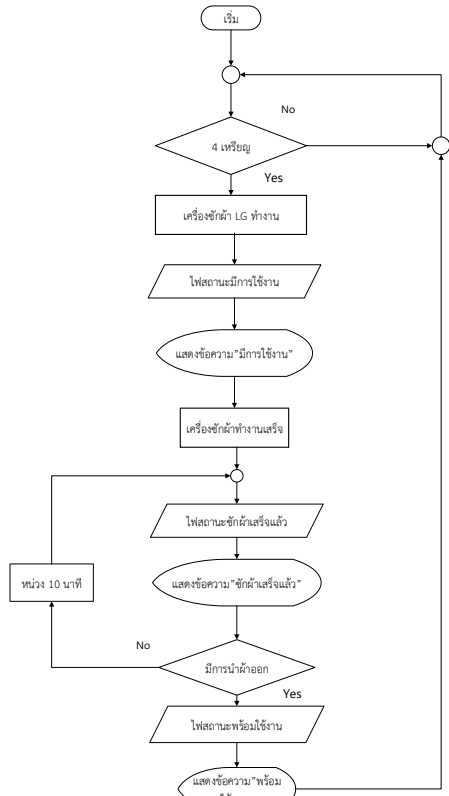 เริ่ม
No
4 เหรียญ
Yes
เครื่องซักผ้า LG ทำงาน
ไฟสถานะมีการใช้งาน
แสดงข้อความ"มีการใช้งาน"
เครื่องซักผ้าทำงานเสร็จ
ไฟสถานะซักผ้าเสร็จแล้ว
หน่วง 10 นาที
แสดงข้อความ"ซักผ้าเสร็จแล้ว"
No
มีการนำผ้าออก
Yes
ไฟสถานะพร้อมใช้งาน
แสดงข้อความ"พร้อม